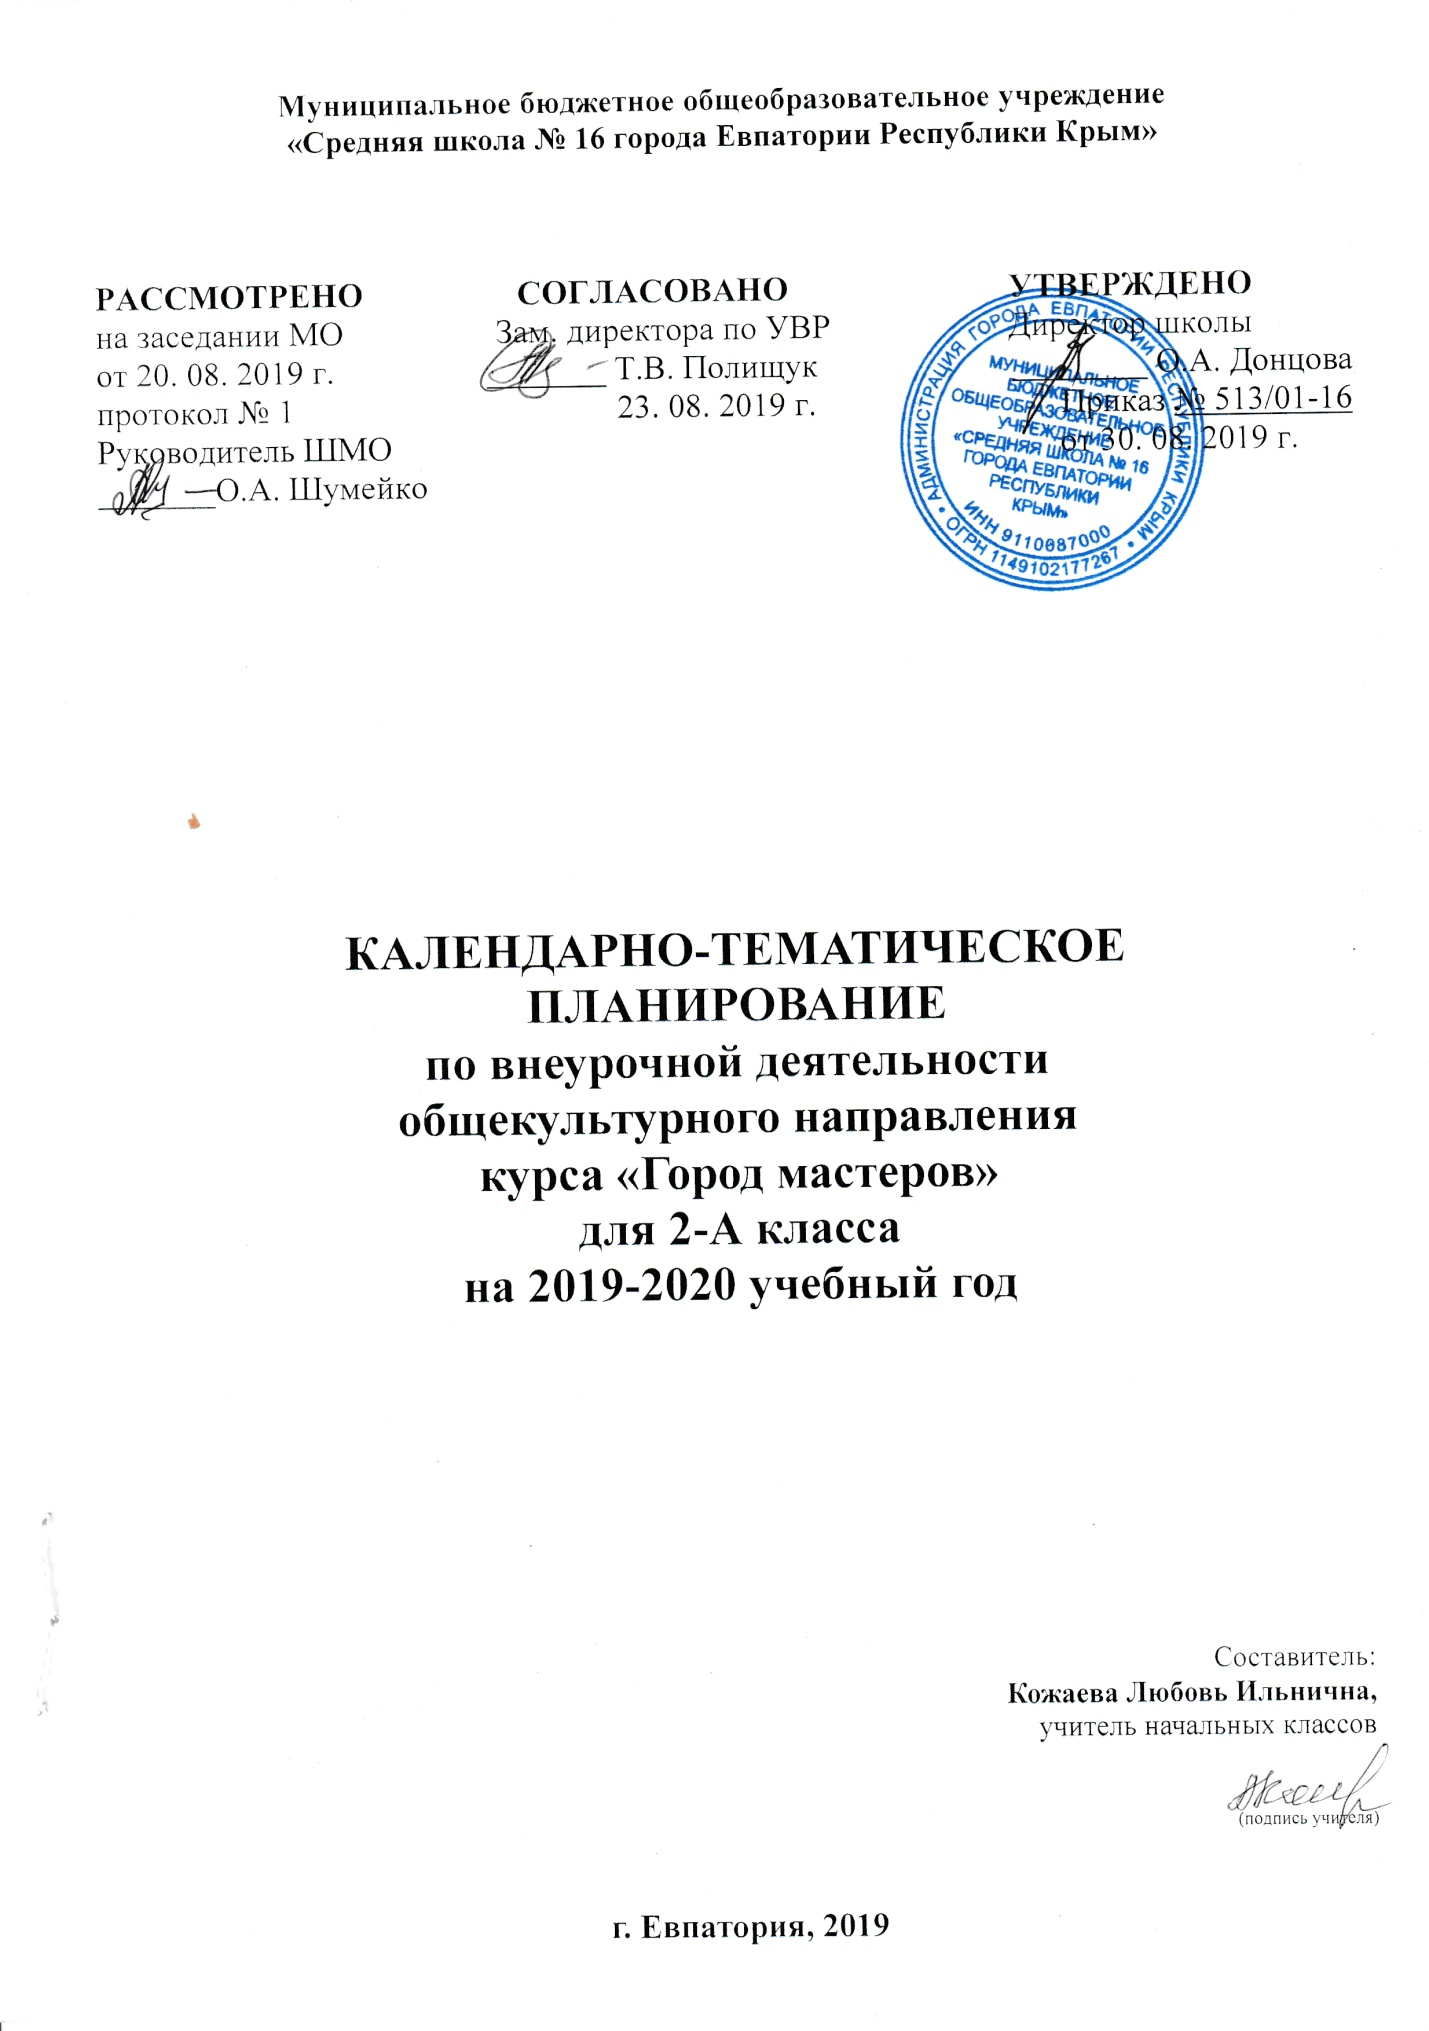 Муниципальное бюджетное общеобразовательное учреждение
«Средняя школа № 16 города Евпатории Республики Крым»
РАССМОТРЕНО
на заседании МО
от 20. 08. 2019 г.
протокол № 1
Руководитель ШМО
О.А. Шумейко
СОГЛАСОВАНО
Зам. директора по УВР
Т.В. Полищук
23. 08. 2019 г.
УТВЕРЖДЕНО
Директор школы
О.А. Донцова
Приказ № 513/01-16
от 30. 08. 2019 г.
АДМИНИСТРАЦИЯ ГОРОДА ЕВПАТОРИИ РЕСПУБЛИКИ КРЫМ
• ОГРН 1149102177267 •
МУНИЦИПАЛЬНОЕ
БЮДЖЕТНОЕ
ОБЩЕОБРАЗОВАТЕЛЬНОЕ
УЧРЕЖДЕНИЕ
«СРЕДНЯЯ ШКОЛА № 16
ГОРОДА ЕВПАТОРИИ
РЕСПУБЛИКИ
КРЫМ»
ИНН 9110087000
КАЛЕНДАРНО-ТЕМАТИЧЕСКОЕ
ПЛАНИРОВАНИЕ
по внеурочной деятельности
общекультурного направления
курса «Город мастеров»
для 2-А класса
на 2019-2020 учебный год
Составитель:
Кожаева Любовь Ильнична,
учитель начальных классов
(подпись учителя)
г. Евпатория, 2019